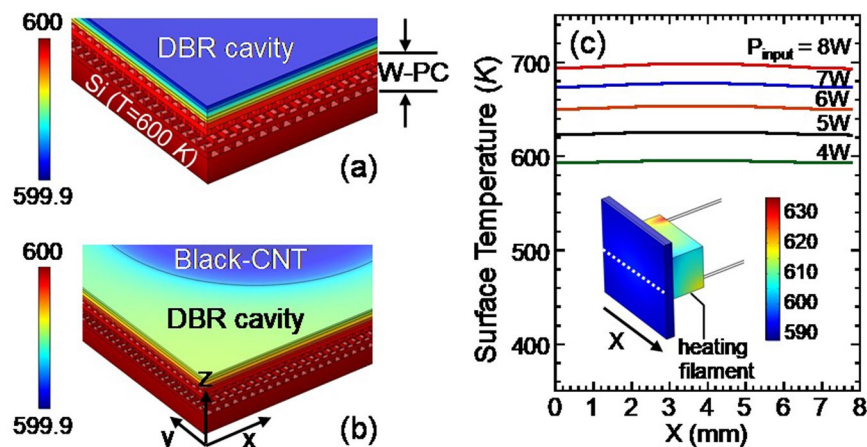 600
DBR cavity
W-PC
Si (T=600 K)
(a)
599.9
600
Black-CNT
DBR cavity
Z
y
x
(b)
599.9
(c)
P input = 8W
7W
6W
5W
4W
Surface Temperature (K)
700
600
500
400
630
620
610
600
590
X
heating
filament
0 1 2 3 4 5 6 7 8
X (mm)